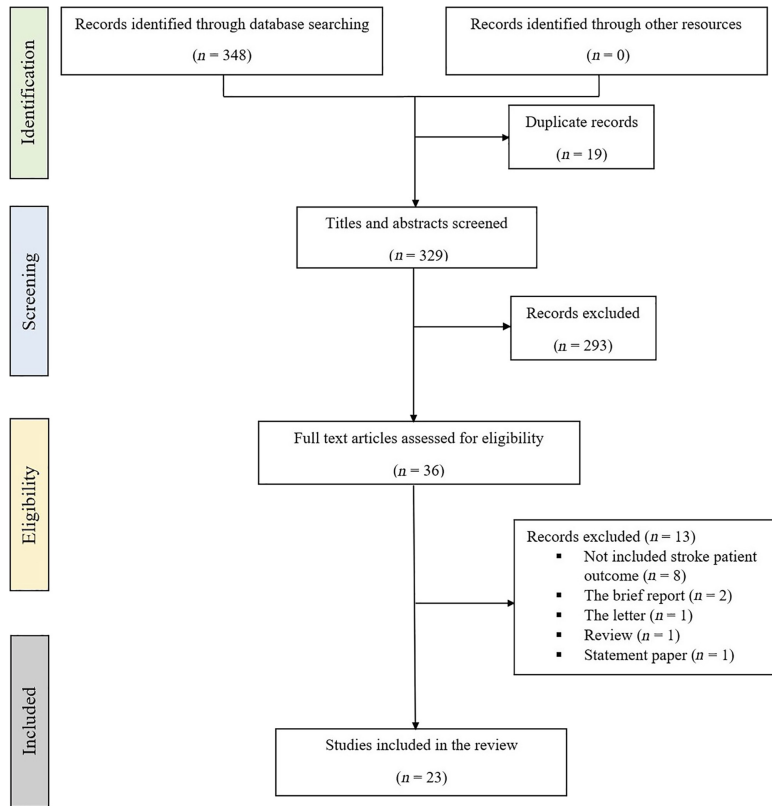 Identification
Records identified through database searching
(n = 348)
Records identified through other resources
(n = 0)
Duplicate records
(n = 19)
Screening
Titles and abstracts screened
(n = 329)
Records excluded
(n = 293)
Eligibility
Full text articles assessed for eligibility
(n = 36)
Records excluded (n = 13)
▪ Not included stroke patient
outcome (n = 8)
▪ The brief report (n = 2)
▪ The letter (n = 1)
▪ Review (n = 1)
▪ Statement paper (n = 1)
Included
Studies included in the review
(n = 23)